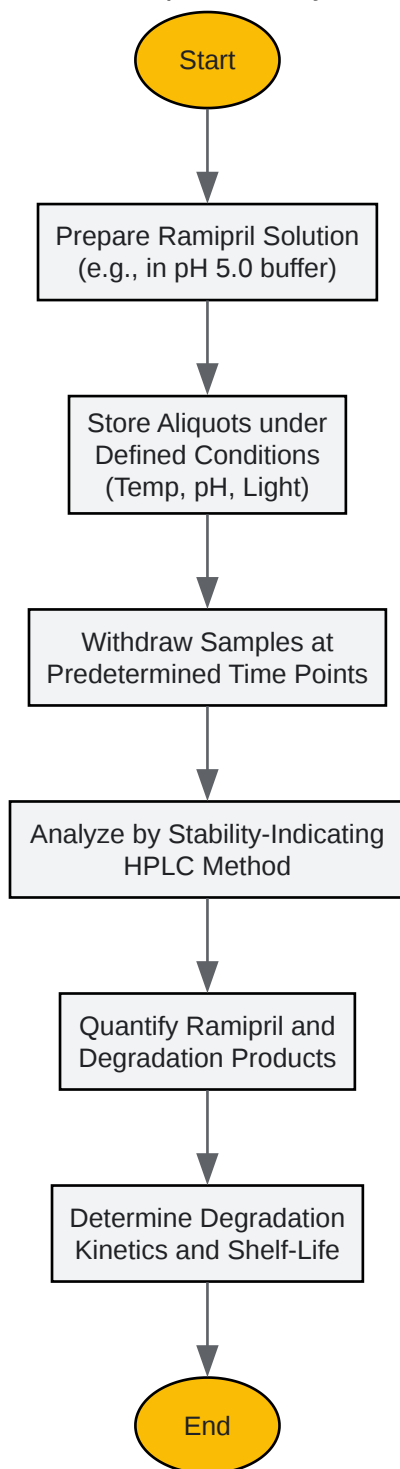 Start
Prepare Ramipril Solution
(e.g., in pH 5.0 buffer)
Store Aliquots under
Defined Conditions
(Temp, pH, Light)
Withdraw Samples at
Predetermined Time Points
Analyze by Stability-Indicating
HPLC Method
Quantify Ramipril and
Degradation Products
Determine Degradation
Kinetics and Shelf-Life
End